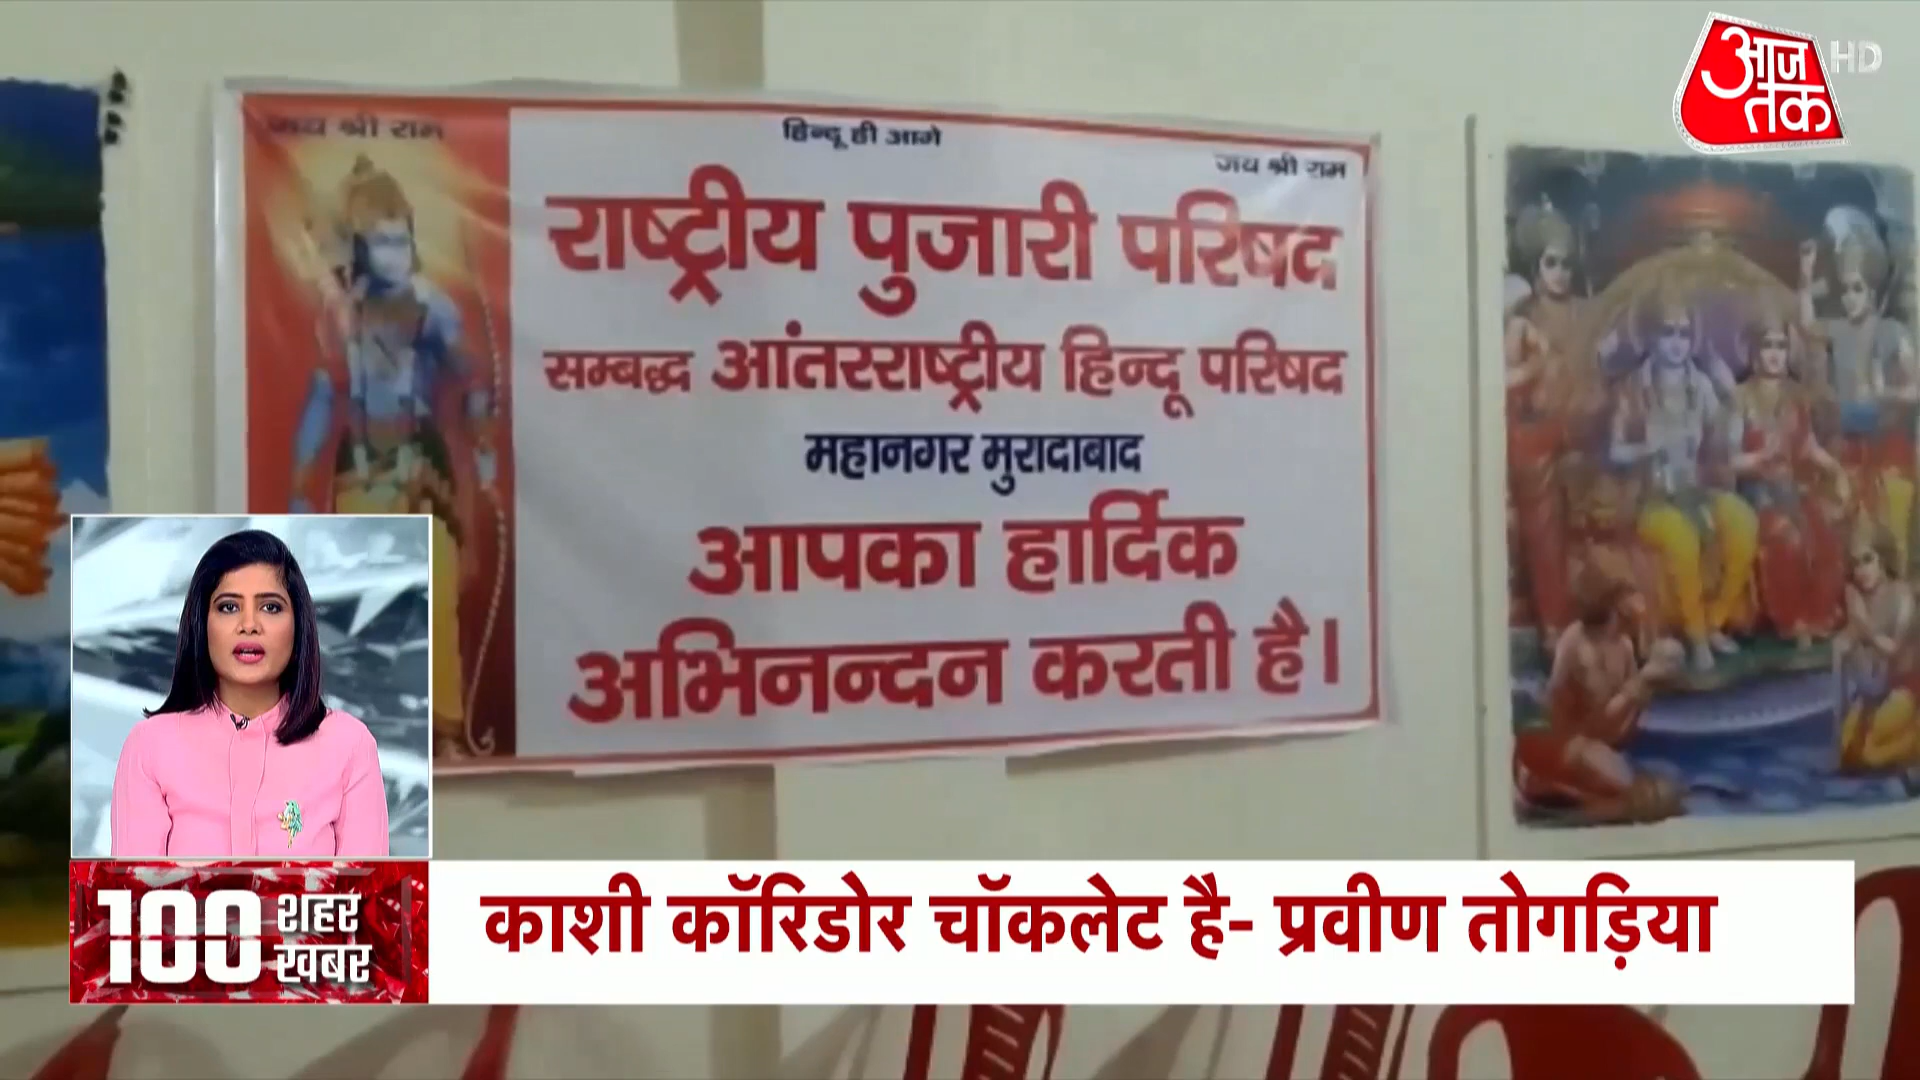 आज
तक
HD
जय श्री राम
हिन्दू ही आगे
जय श्री राम
राष्ट्रीय पुजारी परिषद
सम्बद्ध आंतरराष्ट्रीय हिन्दू परिषद
महानगर मुरादाबाद
आपका हार्दिक
अभिनन्दन करती है।
100 शहर
खबर
काशी कॉरिडोर चॉकलेट है- प्रवीण तोगड़िया